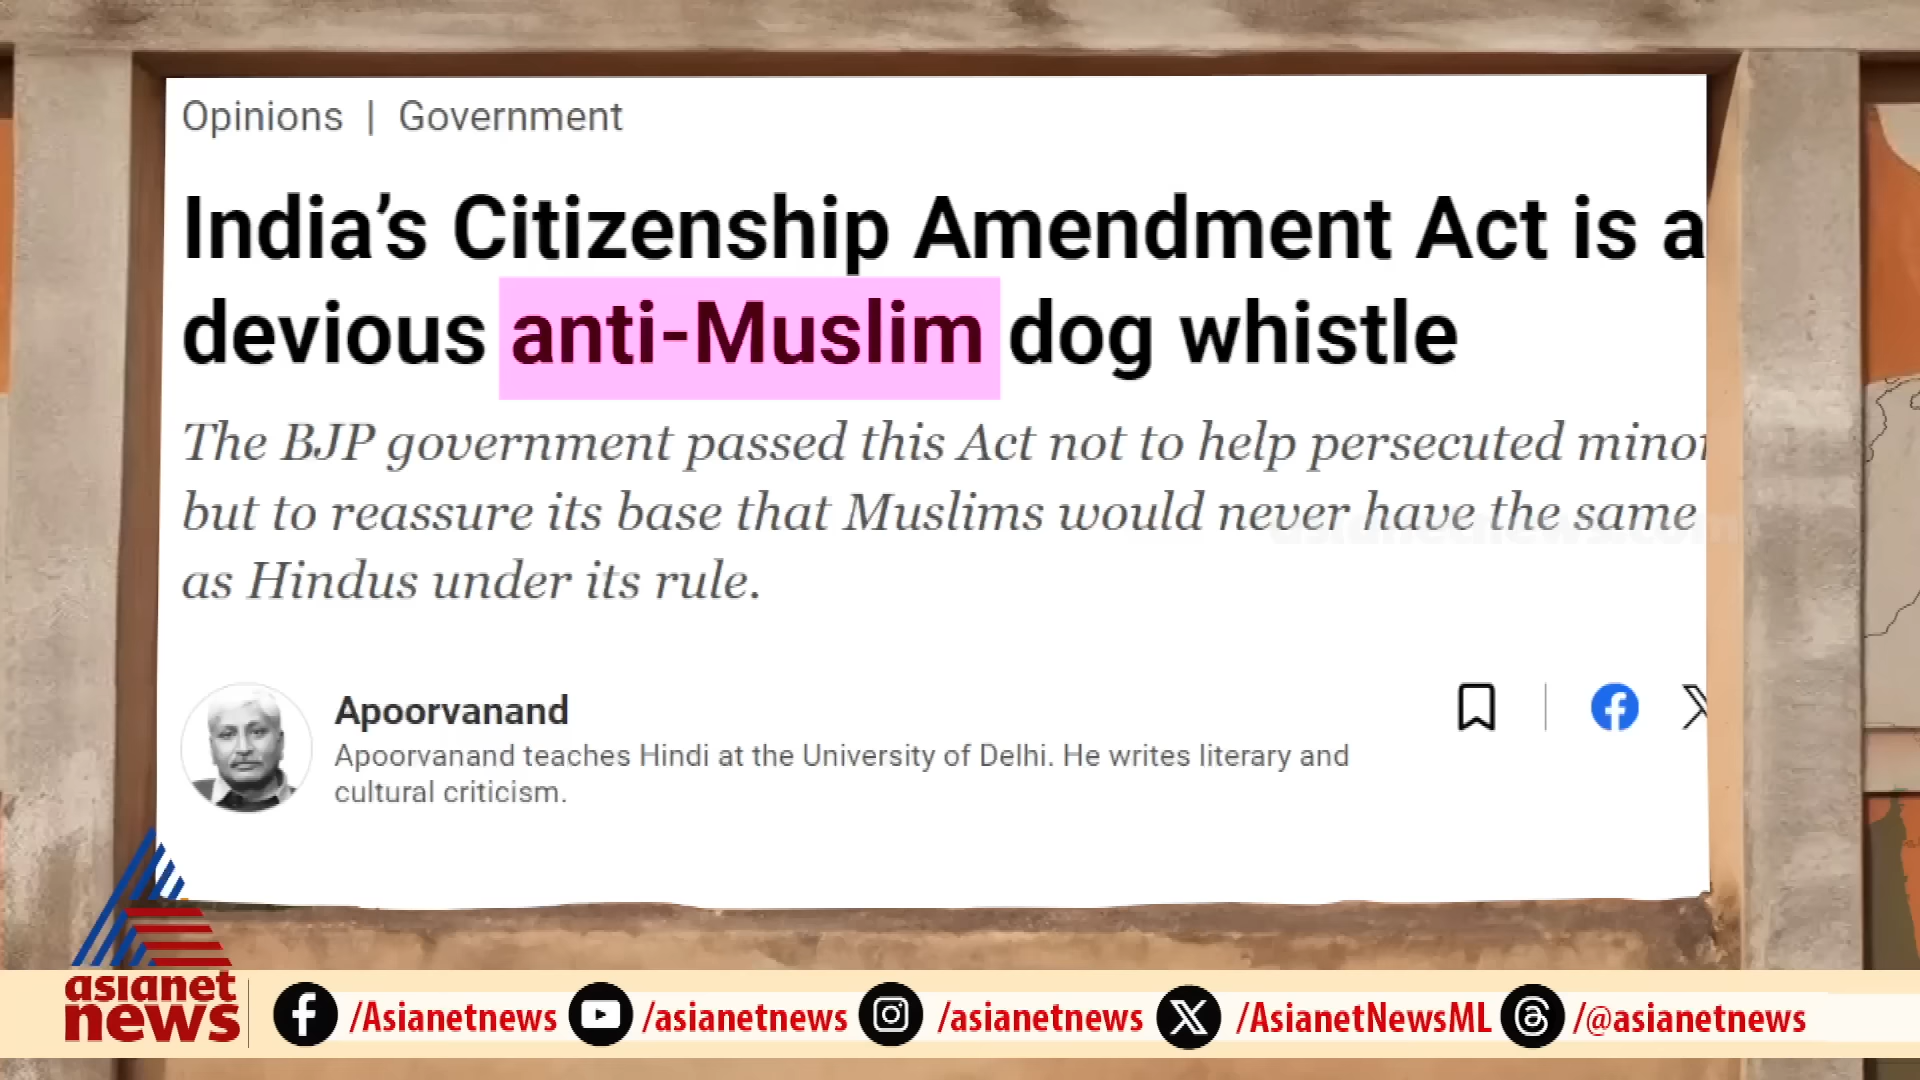 Opinions | Government
India’s Citizenship Amendment Act is a
devious anti-Muslim dog whistle
The BJP government passed this Act not to help persecuted
but to reassure its base that Muslims would never have the same
as Hindus under its rule.
Apoorvanand
Apoorvanand teaches Hindi at the University of Delhi. He writes literary and
cultural criticism.
asianetnews.com
asianet
news
/Asianetnews /asianetnews /asianetnews /AsianetNewsML /@asianetnews